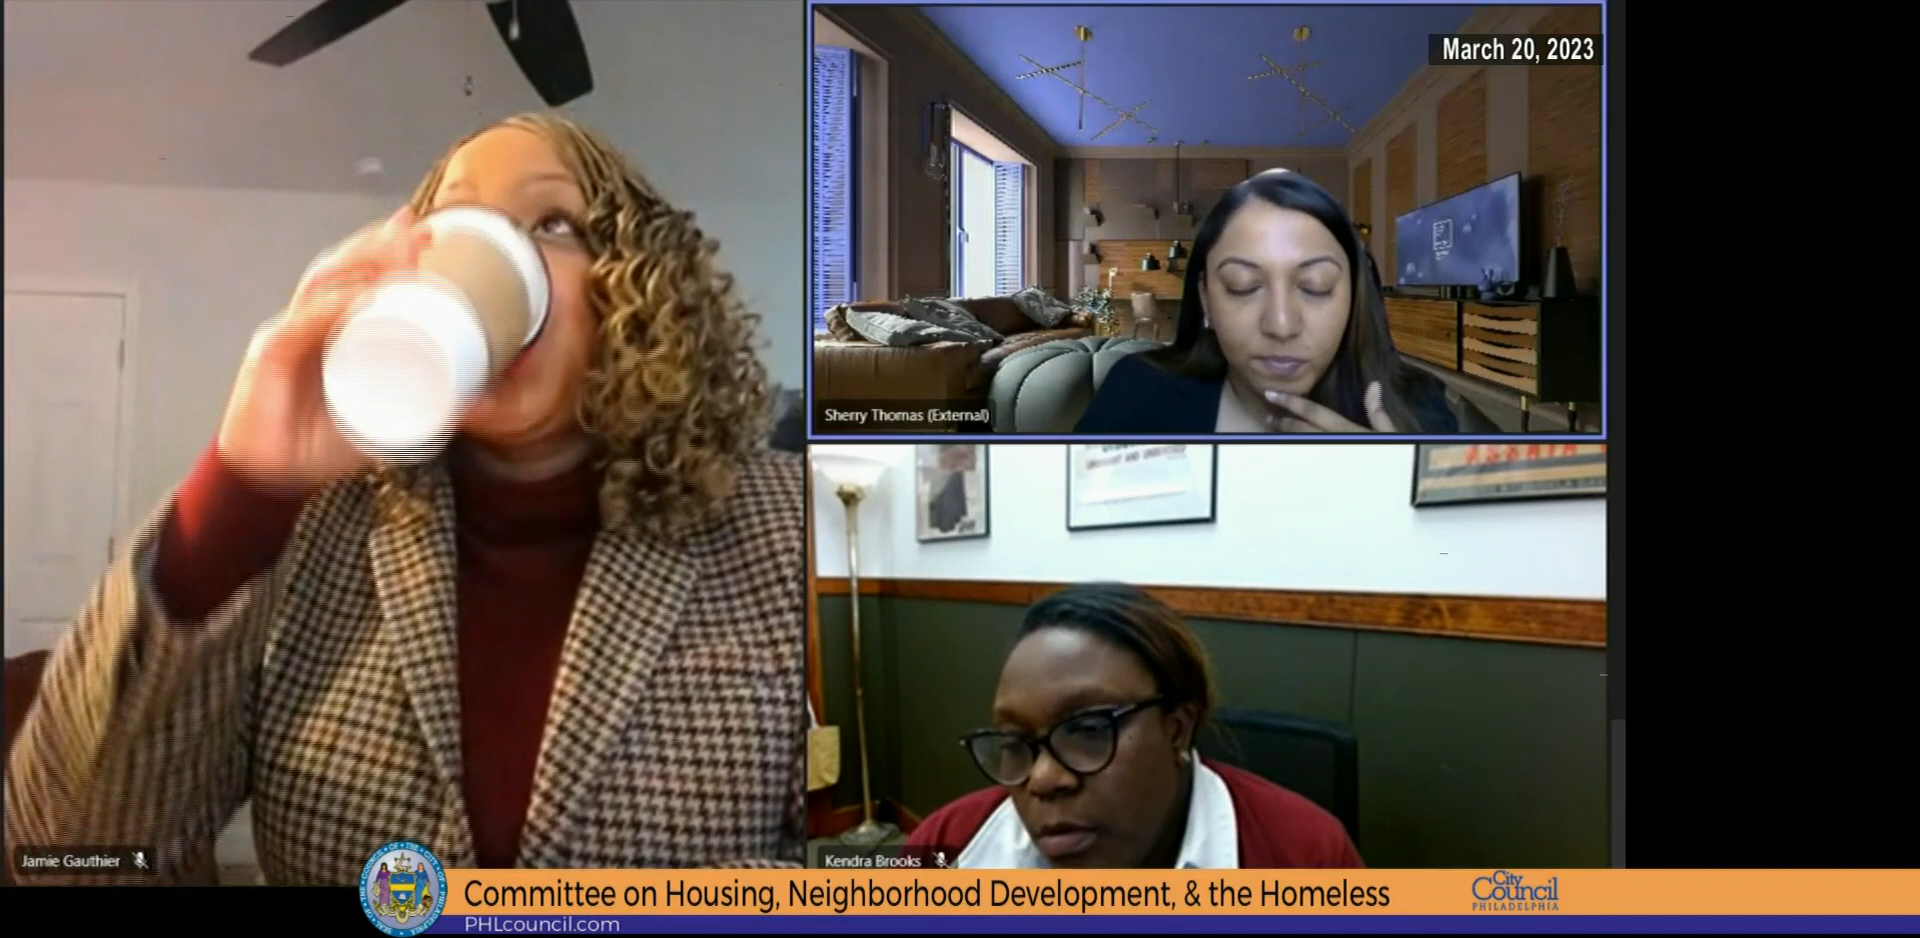 March 20, 2023
Sherry Thomas (External)
Jamie Gauthier
Kendra Brooks
Committee on Housing, Neighborhood Development, & the Homeless
City
Council
PHILADELPHIA
PHLcouncil.com